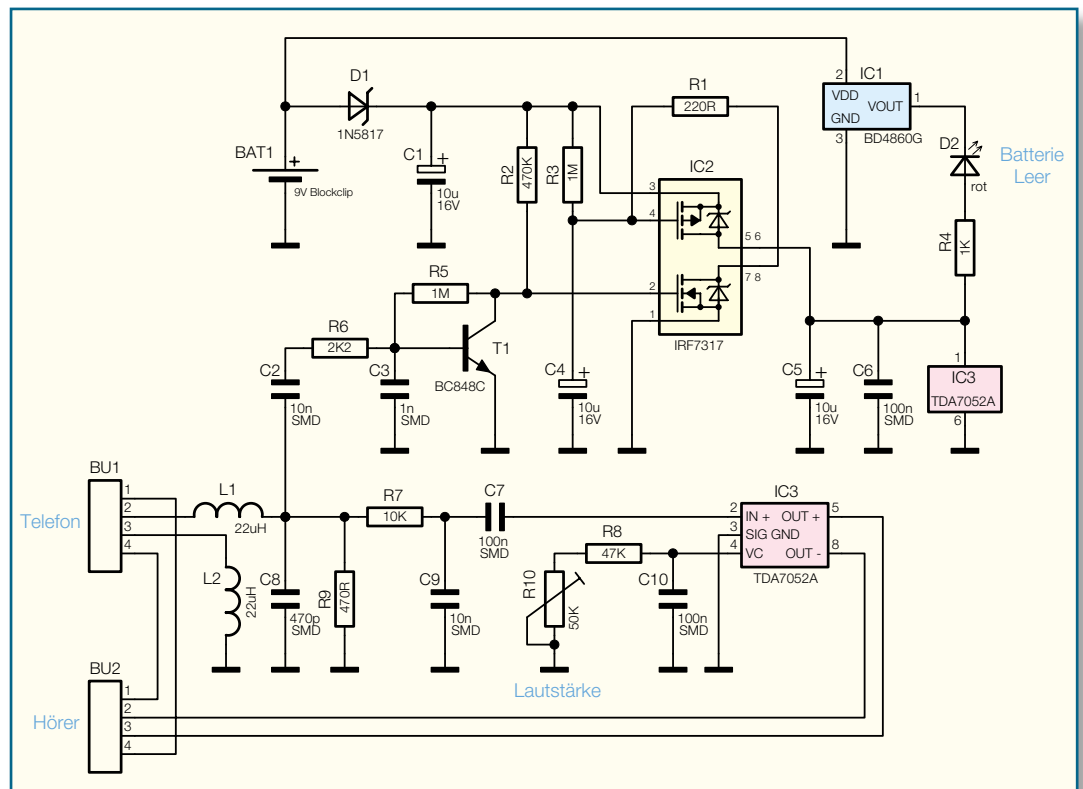 D1
1N5817
BAT1
+
9V Blockclip
C1
+
10u
16V
R2
470K
R3
1M
R1
220R
IC2
3
4
5 6
7 8
2
1
IRF7317
IC1
2
VDD
VOUT
1
GND
3
BD4860G
D2
rot
Batterie
Leer
R4
1K
R5
1M
R6
2K2
T1
BC848C
C2
10n
SMD
C3
1n
SMD
C4
+
10u
16V
C5
+
10u
16V
C6
100n
SMD
1
IC3
TDA7052A
6
BU1
1
2
3
4
Telefon
L1
22uH
L2
22uH
C8
470p
SMD
R9
470R
R7
10K
C9
10n
SMD
C7
100n
SMD
R8
47K
R10
50K
C10
100n
SMD
Lautstärke
IC3
2
IN +
OUT +
5
3
SIG GND
4
VC
OUT -
8
TDA7052A
BU2
1
2
3
4
Hörer